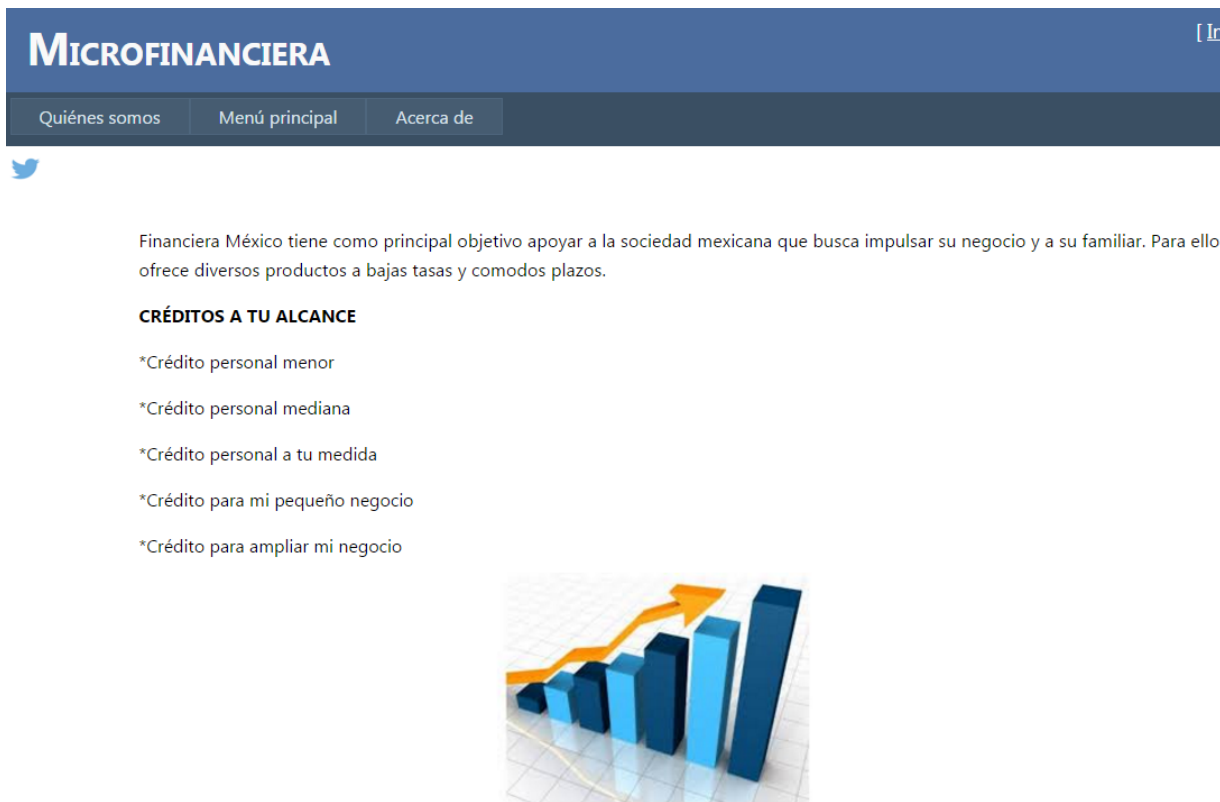 MICROFINANCIERA
[ In
Quiénes somos Menú principal Acerca de
Financiera México tiene como principal objetivo apoyar a la sociedad mexicana que busca impulsar su negocio y a su familiar. Para ello
ofrece diversos productos a bajas tasas y comodos plazos.
CRÉDITOS A TU ALCANCE
*Crédito personal menor
*Crédito personal mediana
*Crédito personal a tu medida
*Crédito para mi pequeño negocio
*Crédito para ampliar mi negocio